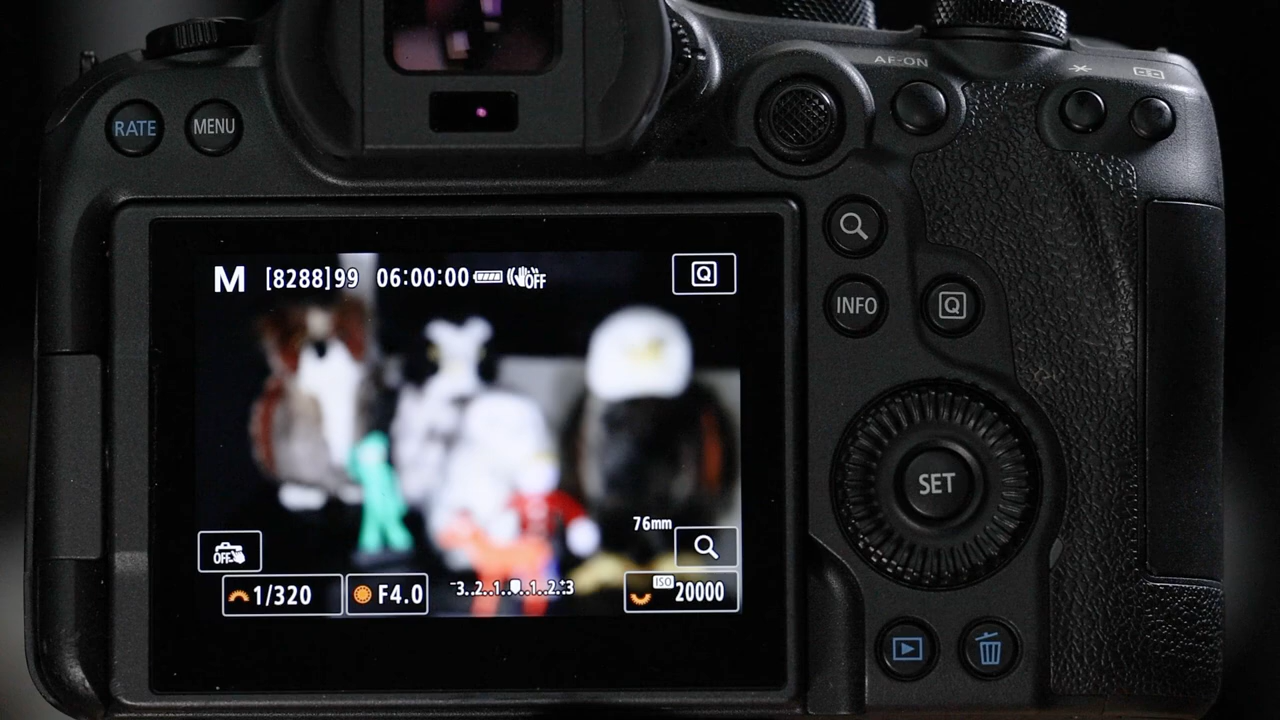 AF-ON
RATE MENU
M [8288]99 06:00:00 OFF Q
INFO Q
SET
76mm
OFF
1/320 F4.0 -3..2..1..0..1..2..+3 ISO 20000